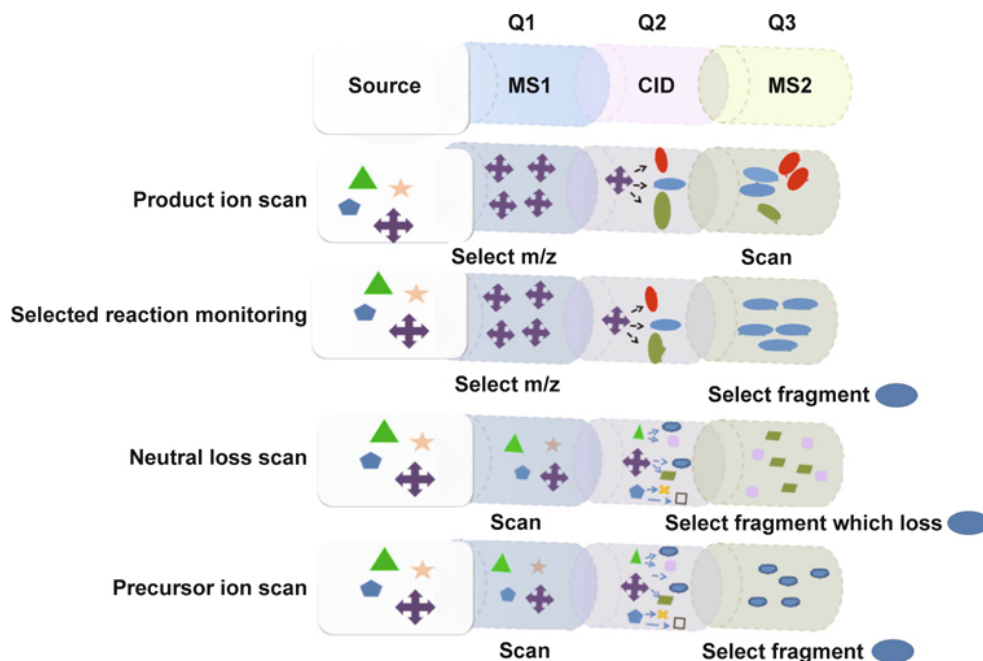 Q1 Q2 Q3
Source MS1 CID MS2
Product ion scan
Select m/z Scan
Selected reaction monitoring
Select m/z
Select fragment
Neutral loss scan
Scan Select fragment which loss
Precursor ion scan
Scan Select fragment